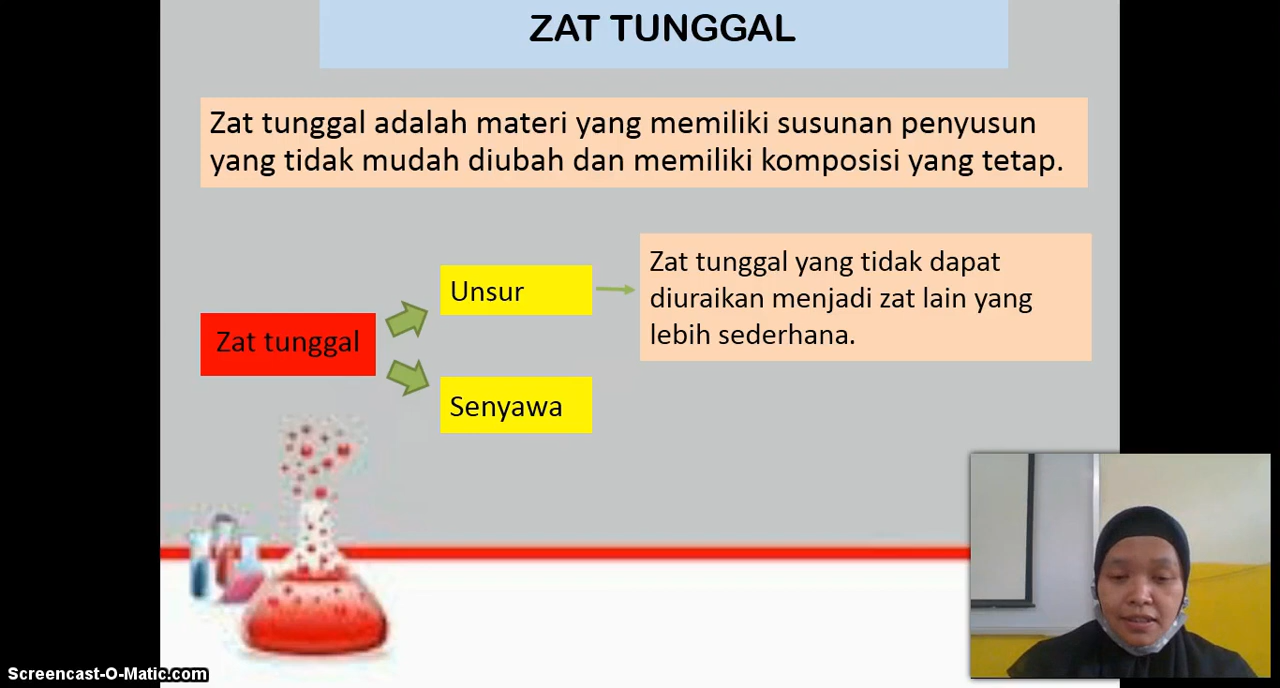 ZAT TUNGGAL
Zat tunggal adalah materi yang memiliki susunan penyusun
yang tidak mudah diubah dan memiliki komposisi yang tetap.
Zat tunggal
Unsur
Zat tunggal yang tidak dapat
diuraikan menjadi zat lain yang
lebih sederhana.
Senyawa
Screencast-O-Matic.com